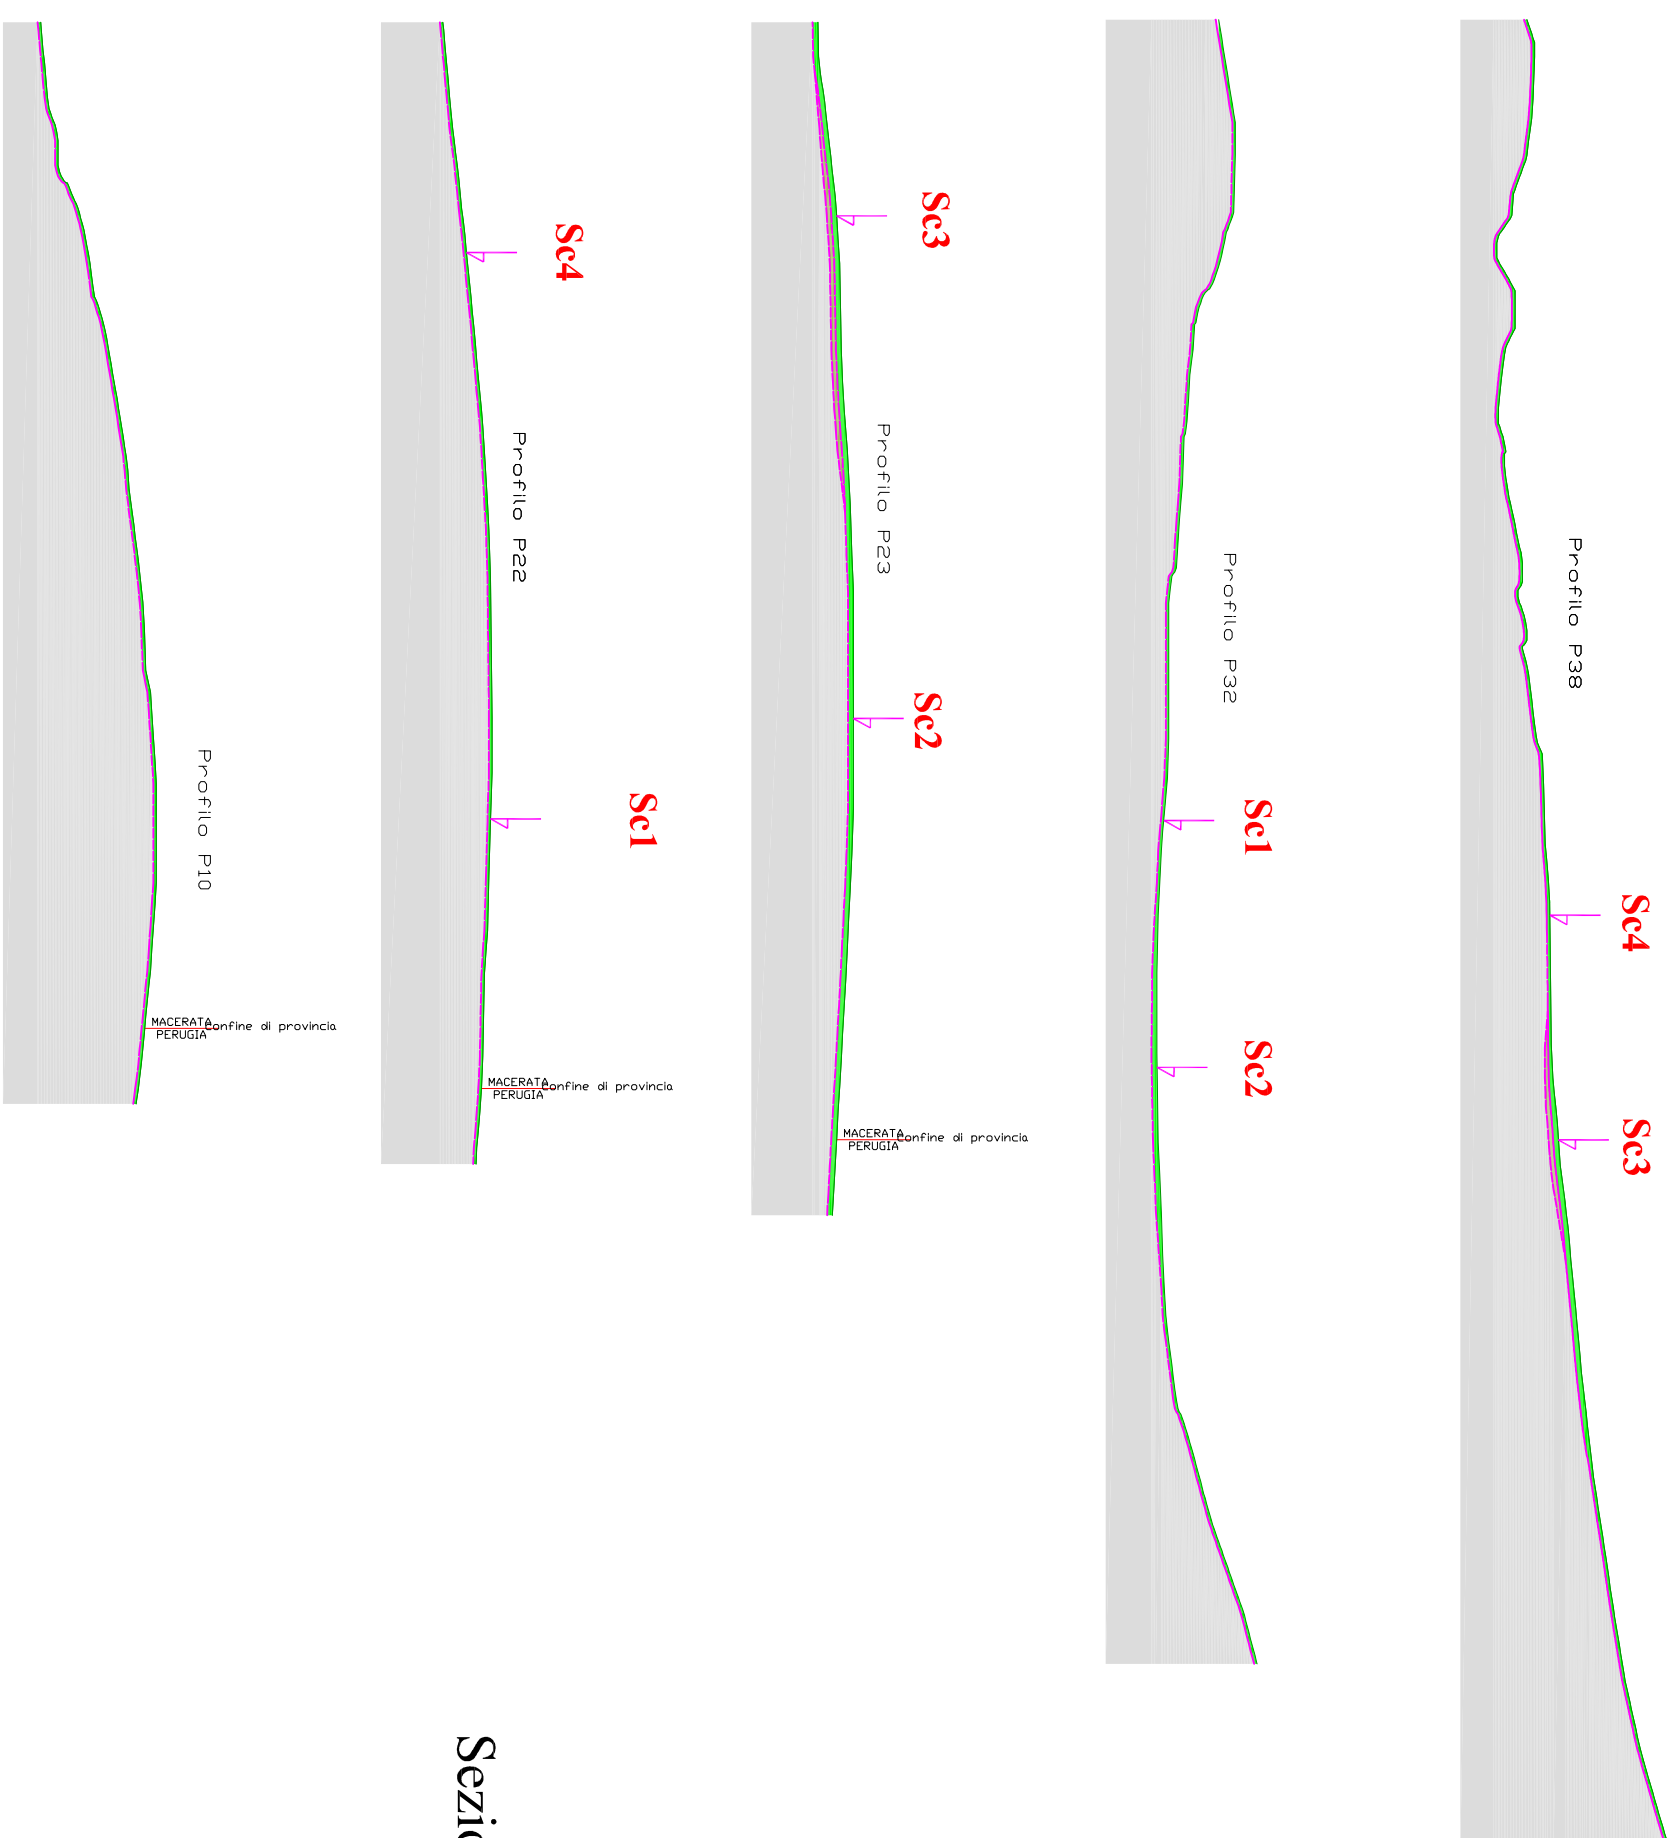 Profilo P38
Sc4
Sc3
Profilo P32
Sc1
Sc2
Sc3
Profilo P23
Sc2
MACERATA
PERUGIA
Confine di provincia
Sc4
Profilo P22
Sc1
MACERATA
PERUGIA
Confine di provincia
Profilo P10
MACERATA
PERUGIA
Confine di provincia